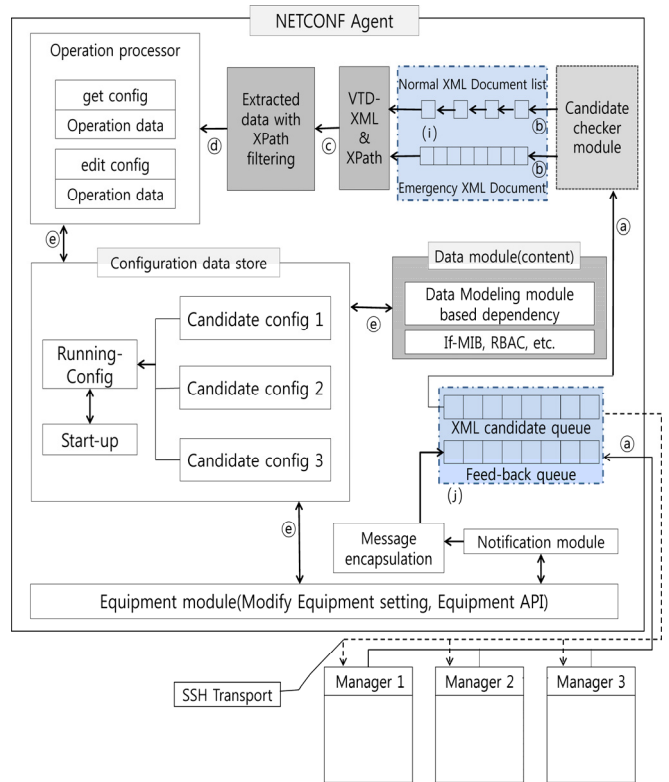 NETCONF Agent
Operation processor
get config
Operation data
edit config
Operation data
ⓓ
Extracted
data with
XPath
filtering
ⓒ
VTD-
XML
&
XPath
Normal XML Document list
(i)
ⓑ
ⓑ
Emergency XML Document
Candidate
checker
module
ⓐ
ⓔ
Configuration data store
Candidate config 1
Running-
Config
Candidate config 2
Start-up
Candidate config 3
ⓔ
Data module(content)
Data Modeling module
based dependency
If-MIB, RBAC, etc.
XML candidate queue
Feed-back queue
(j)
ⓐ
ⓔ
Message
encapsulation
Notification module
Equipment module(Modify Equipment setting, Equipment API)
SSH Transport
Manager 1
Manager 2
Manager 3